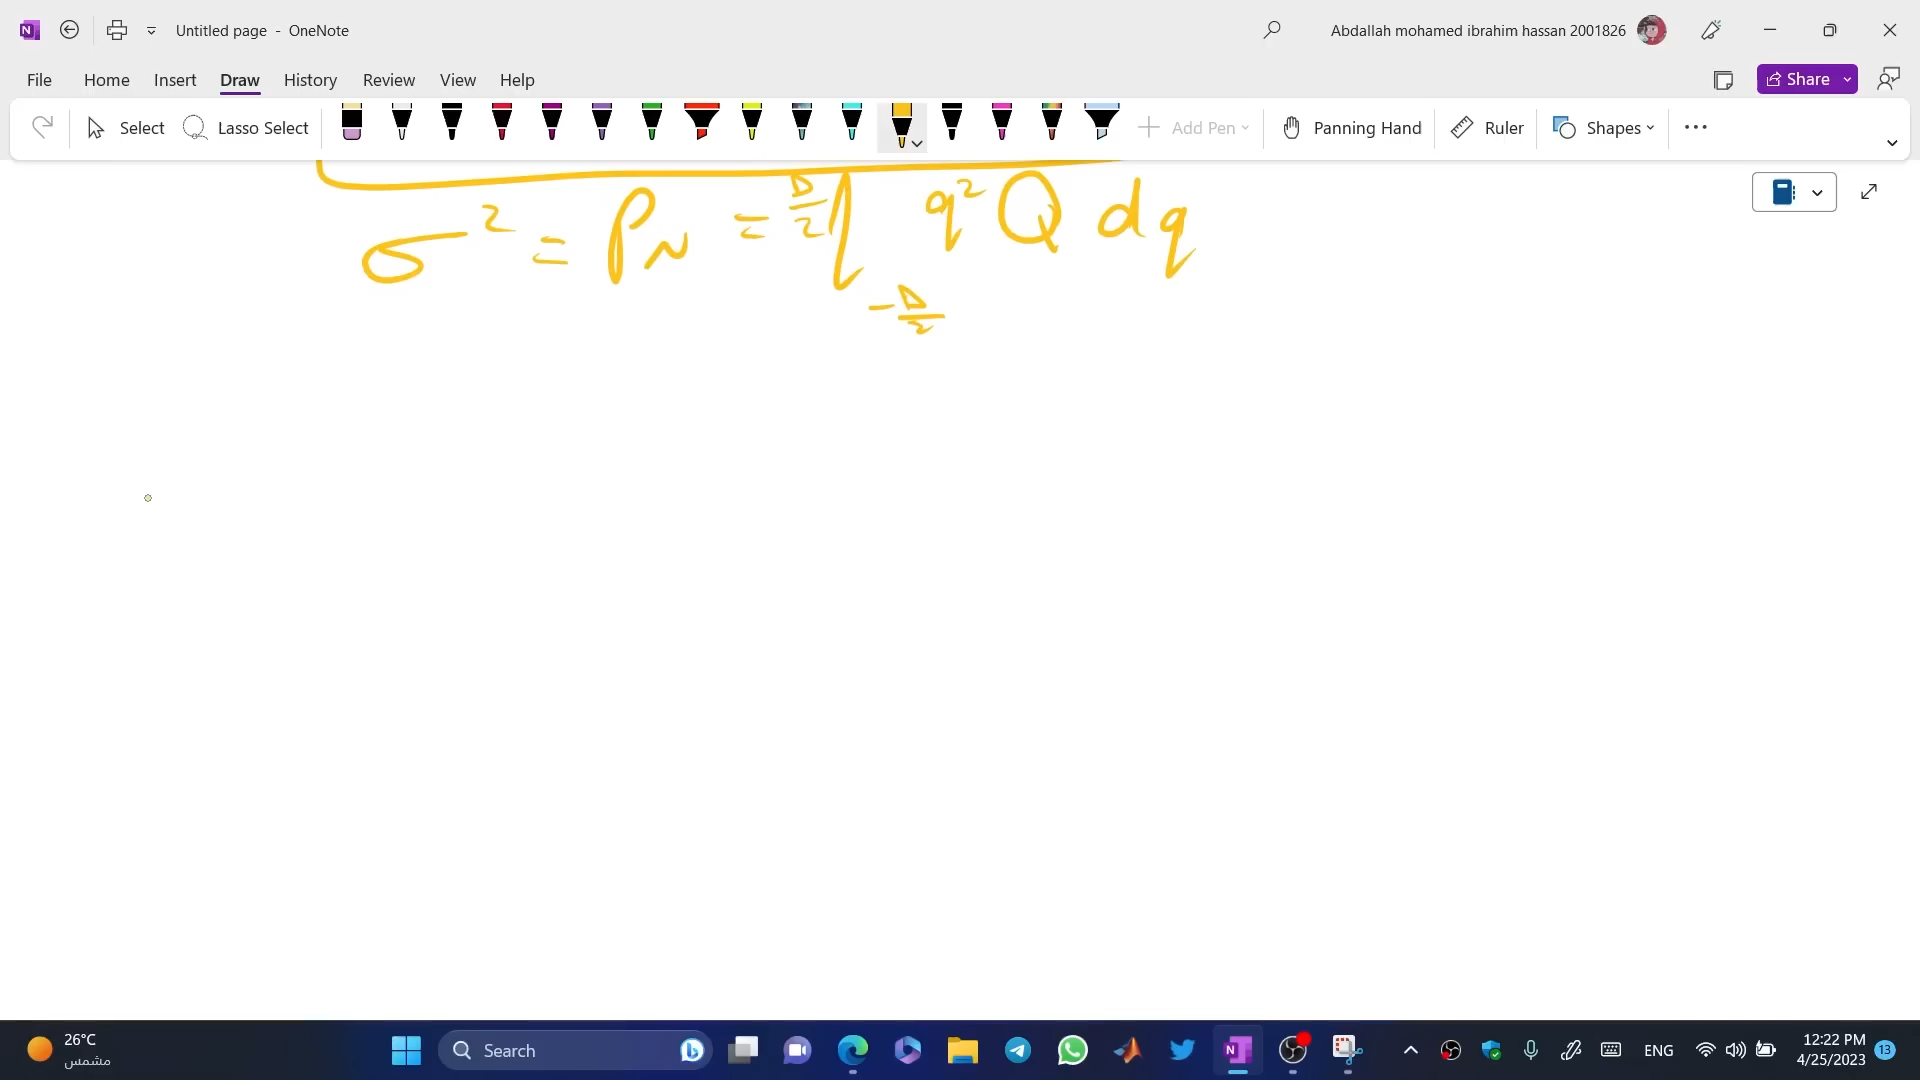 Untitled page - OneNote
Abdallah mohamed ibrahim hassan 2001826
File Home Insert Draw History Review View Help
Share
Select Lasso Select Add Pen Panning Hand Ruler Shapes
σ² = P_N = ∫_{-Δ/2}^{Δ/2} q² Q dq
26°C
مشمس
Search
ENG
12:22 PM
4/25/2023
13